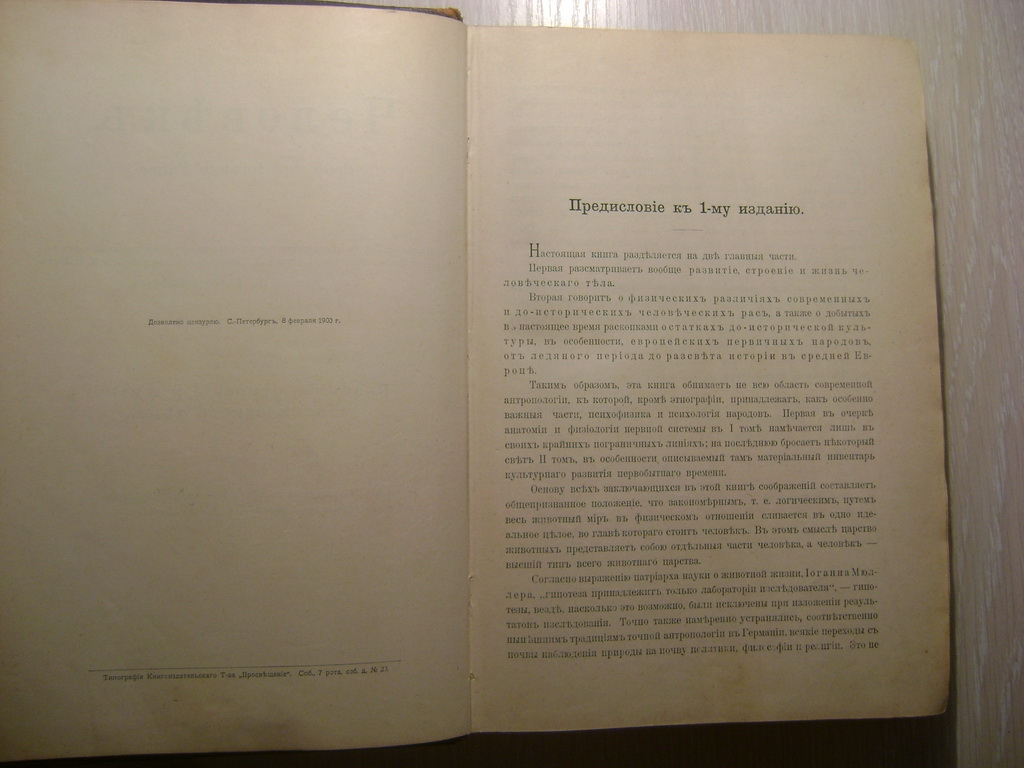 Дозволено цензурою. С.-Петербургъ, 8 февраля 1903 г.
Типографія Книгоиздательскаго Т-ва „Просвѣщеніе“. Спб., 7 рота, соб. д. № 20.
Предисловіе къ 1-му изданію.
Настоящая книга раздѣляется на двѣ главныя части.
Первая разсматриваетъ вообще развитіе, строеніе и жизнь че-
ловѣческаго тѣла.
Вторая говоритъ о физическихъ различіяхъ современныхъ
и до-историческихъ человѣческихъ расъ, а также о добытыхъ
въ настоящее время раскопками остаткахъ до-исторической куль-
туры, въ особенности, европейскихъ первичныхъ народовъ,
отъ ледяного періода до разсвѣта исторіи въ средней Ев-
ропѣ.
Такимъ образомъ, эта книга обнимаетъ не всю область современной
антропологіи, къ которой, кромѣ этнографіи, принадлежатъ, какъ особенно
важныя части, психофизика и психологія народовъ. Первая въ очеркѣ
анатоміи и физіологіи нервной системы въ I томѣ намѣчается лишь въ
своихъ крайнихъ пограничныхъ линіяхъ; на послѣднюю бросаетъ нѣкоторый
свѣтъ II томъ, въ особенности, описываемый тамъ матеріальный инвентарь
культурнаго развитія первобытнаго времени.
Основу всѣхъ заключающихся въ этой книгѣ соображеній составляетъ
общепризнанное положеніе, что закономѣрнымъ, т. е. логическимъ, путемъ
весь животный міръ въ физическомъ отношеніи сливается въ одно иде-
альное цѣлое, во главѣ котораго стоитъ человѣкъ. Въ этомъ смыслѣ царство
животныхъ представляетъ собою отдѣльныя части человѣка, а человѣкъ —
высшій типъ всего животнаго царства.
Согласно выраженію патріарха науки о животной жизни, Іоганна Мюл-
лера, „гипотеза принадлежитъ только лабораторіи изслѣдователя“, — гипо-
тезы, вездѣ, насколько это возможно, были исключены при изложеніи резуль-
татовъ изслѣдованія. Точно также намѣренно устранялись, соотвѣтственно
нынѣшнимъ традиціямъ точной антропологіи въ Германіи, всякіе переходы съ
почвы наблюденія природы на почву политики, философіи и религіи. Это не